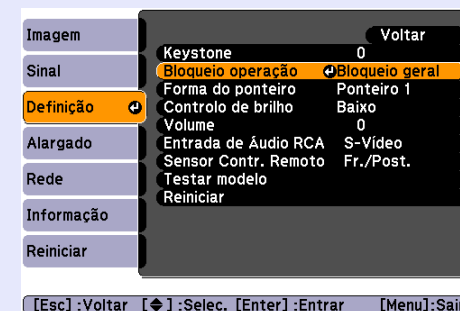 Imagem
Sinal
Definição
Alargado
Rede
Informação
Reiniciar
Voltar
Keystone 0
Bloqueio operação Bloqueio geral
Forma do ponteiro Ponteiro 1
Controlo de brilho Baixo
Volume 0
Entrada de Áudio RCA S-Vídeo
Sensor Contr. Remoto Fr./Post.
Testar modelo
Reiniciar
[Esc] :Voltar [◆] :Selec. [Enter] :Entrar [Menu]:Sair